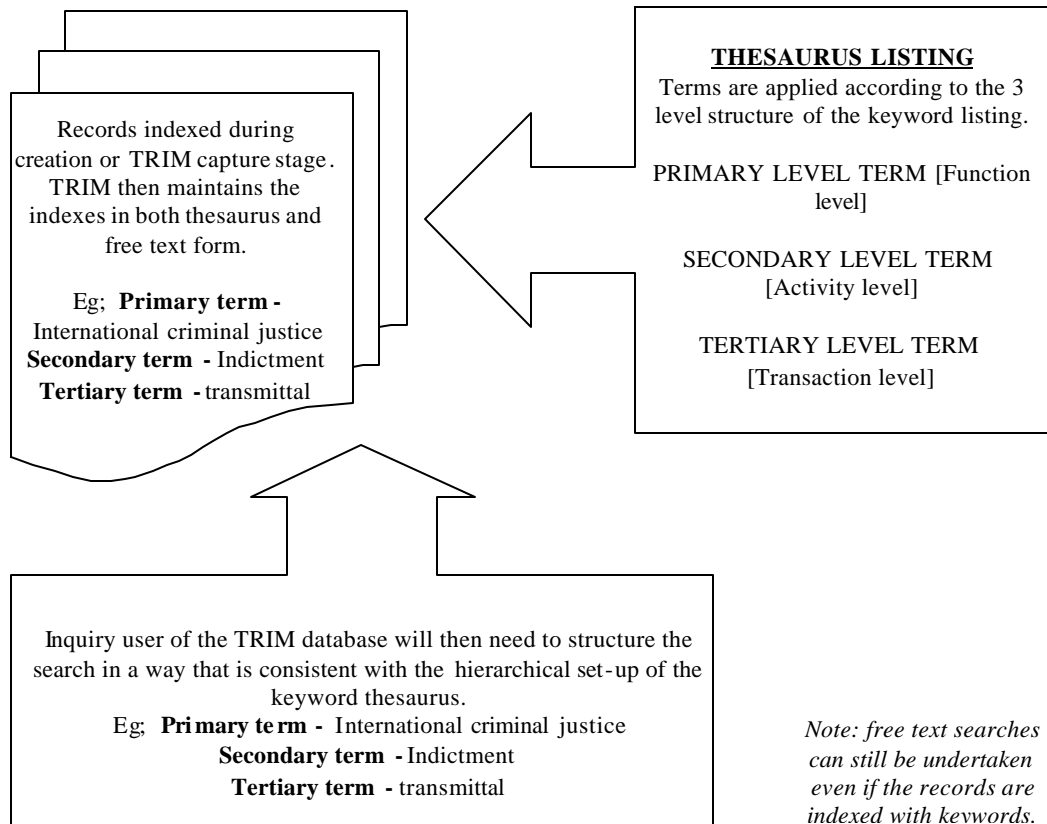 Records indexed during
creation or TRIM capture stage.
TRIM then maintains the
indexes in both thesaurus and
free text form.
Eg; Primary term -
International criminal justice
Secondary term - Indictment
Tertiary term - transmittal
THESAURUS LISTING
Terms are applied according to the 3
level structure of the keyword listing.
PRIMARY LEVEL TERM [Function
level]
SECONDARY LEVEL TERM
[Activity level]
TERTIARY LEVEL TERM
[Transaction level]
Inquiry user of the TRIM database will then need to structure the
search in a way that is consistent with the hierarchical set-up of the
keyword thesaurus.
Eg; Primary term - International criminal justice
Secondary term - Indictment
Tertiary term - transmittal
Note: free text searches
can still be undertaken
even if the records are
indexed with keywords.